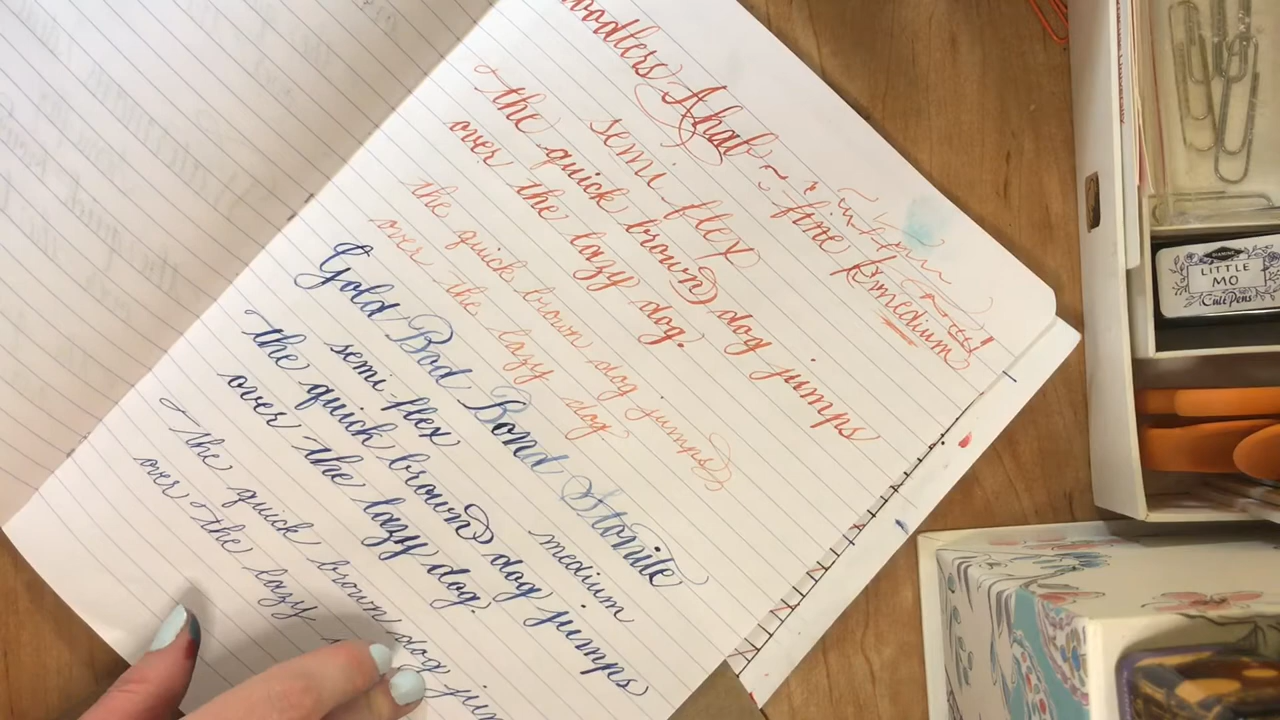 Noodlers Ahab ~ fine / medium
semi flex
the quick brown dog jumps
over the lazy dog.
the quick brown dog jumps
over the lazy dog
Gold Bod Bond Stonite
semi-flex medium
the quick brown dog jumps
over the lazy dog.
the quick brown dog
over the lazy
LITTLE
MO
Cult Pens